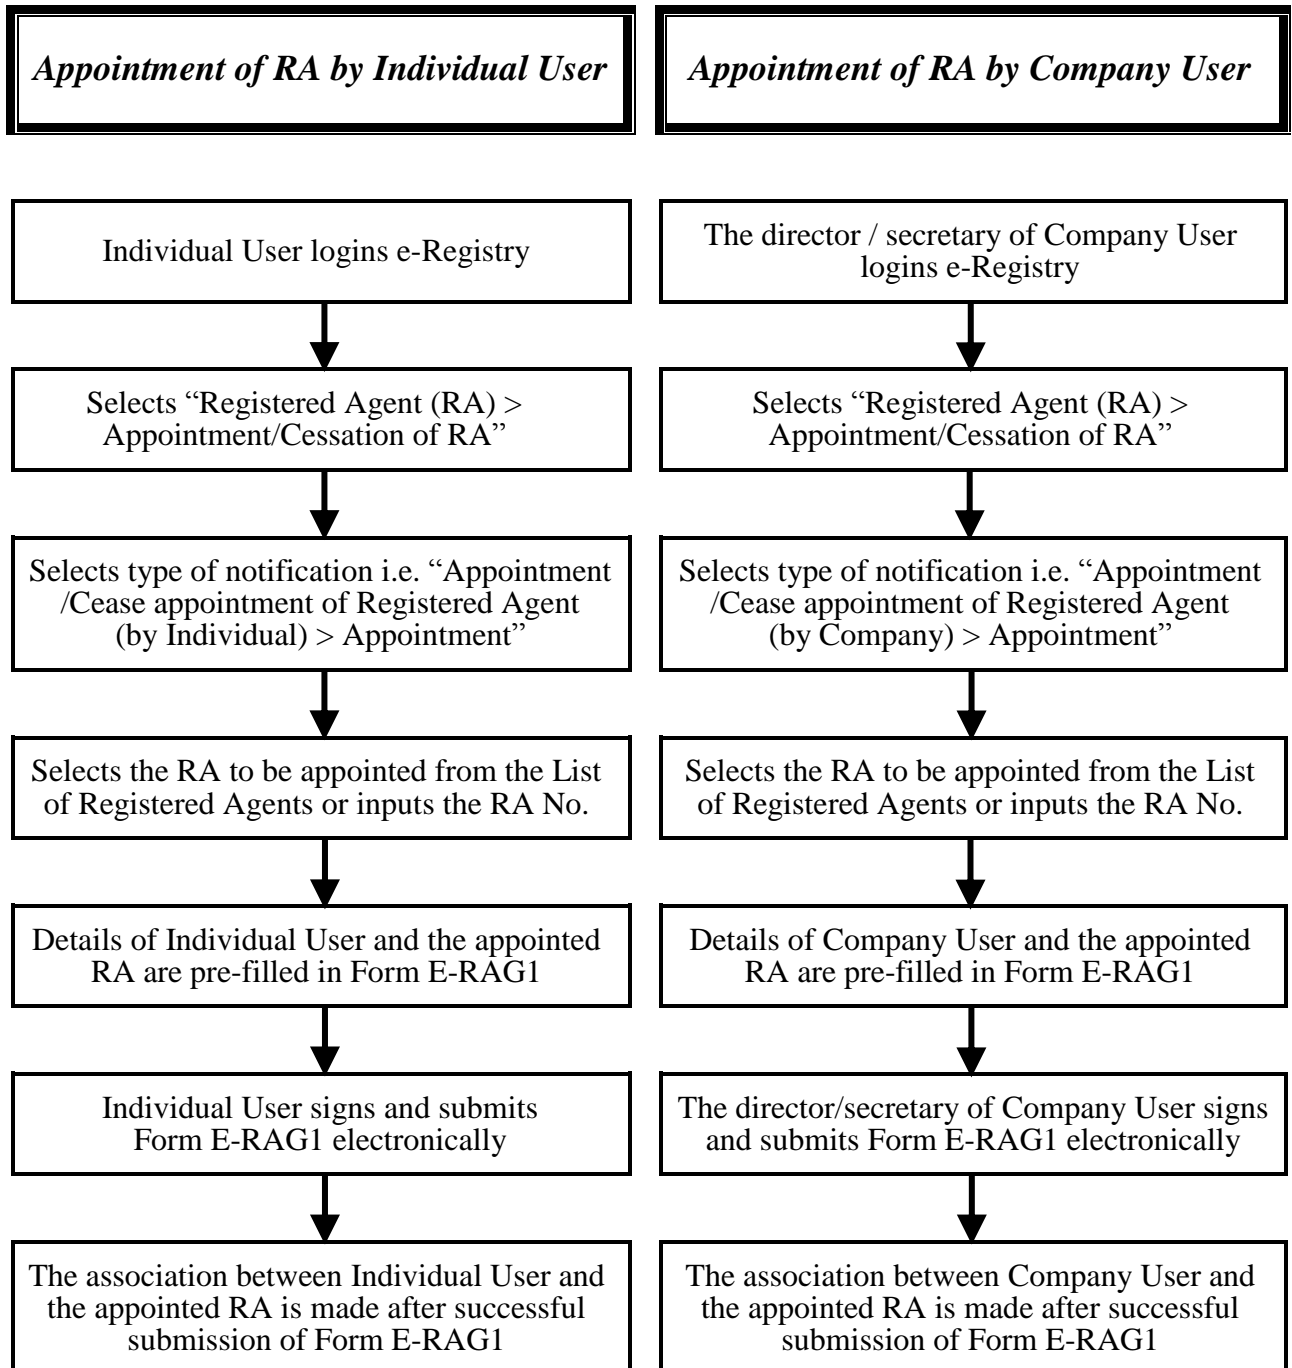 Appointment of RA by Individual User
Appointment of RA by Company User
Individual User logins e-Registry
The director / secretary of Company User
logins e-Registry
Selects “Registered Agent (RA) >
Appointment/Cessation of RA”
Selects “Registered Agent (RA) >
Appointment/Cessation of RA”
Selects type of notification i.e. “Appointment
/Cease appointment of Registered Agent
(by Individual) > Appointment”
Selects type of notification i.e. “Appointment
/Cease appointment of Registered Agent
(by Company) > Appointment”
Selects the RA to be appointed from the List
of Registered Agents or inputs the RA No.
Selects the RA to be appointed from the List
of Registered Agents or inputs the RA No.
Details of Individual User and the appointed
RA are pre-filled in Form E-RAG1
Details of Company User and the appointed
RA are pre-filled in Form E-RAG1
Individual User signs and submits
Form E-RAG1 electronically
The director/secretary of Company User signs
and submits Form E-RAG1 electronically
The association between Individual User and
the appointed RA is made after successful
submission of Form E-RAG1
The association between Company User and
the appointed RA is made after successful
submission of Form E-RAG1